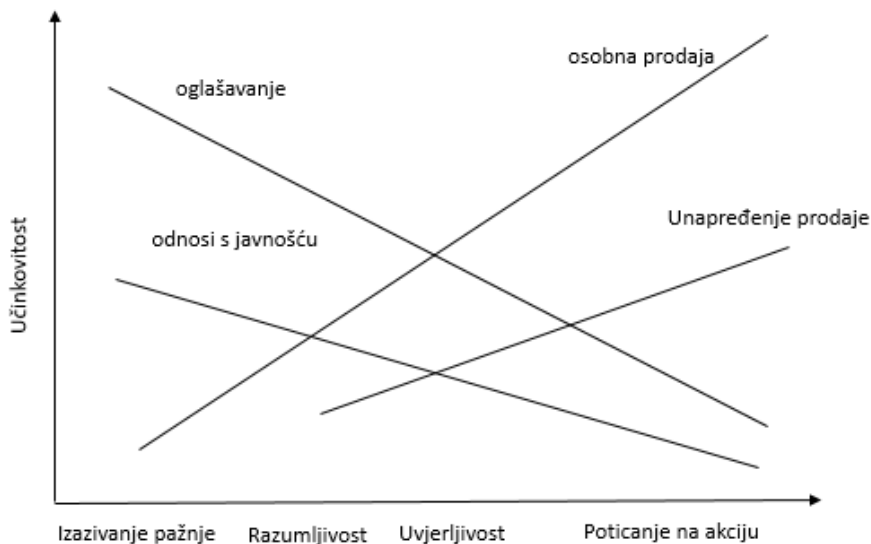 osobna prodaja
oglašavanje
Unapređenje prodaje
odnosi s javnošću
Učinkovitost
Izazivanje pažnje
Razumljivost
Uvjerljivost
Poticanje na akciju